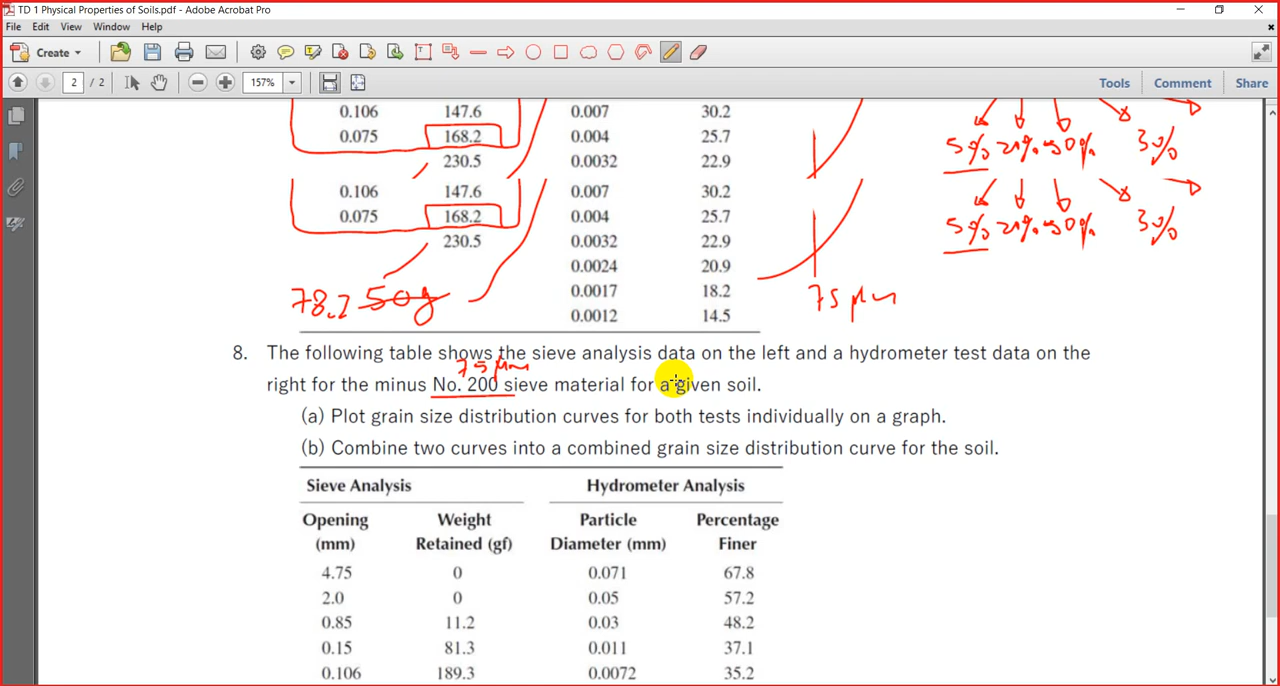 TD 1 Physical Properties of Soils.pdf - Adobe Acrobat Pro
File Edit View Window Help
Create
2 / 2 157% Tools Comment Share
0.106 147.6 0.007 30.2
0.075 168.2 0.004 25.7 5% 20% 50% 3%
230.5 0.0032 22.9
0.106 147.6 0.007 30.2
0.075 168.2 0.004 25.7 5% 20% 50% 3%
230.5 0.0032 22.9
0.0024 20.9
78.2 50g 0.0017 18.2 75 μm
0.0012 14.5
8. The following table shows the sieve analysis data on the left and a hydrometer test data on the
75 μm
right for the minus No. 200 sieve material for a given soil.
(a) Plot grain size distribution curves for both tests individually on a graph.
(b) Combine two curves into a combined grain size distribution curve for the soil.
Sieve Analysis Hydrometer Analysis
Opening Weight Particle Percentage
(mm) Retained (gf) Diameter (mm) Finer
4.75 0 0.071 67.8
2.0 0 0.05 57.2
0.85 11.2 0.03 48.2
0.15 81.3 0.011 37.1
0.106 189.3 0.0072 35.2